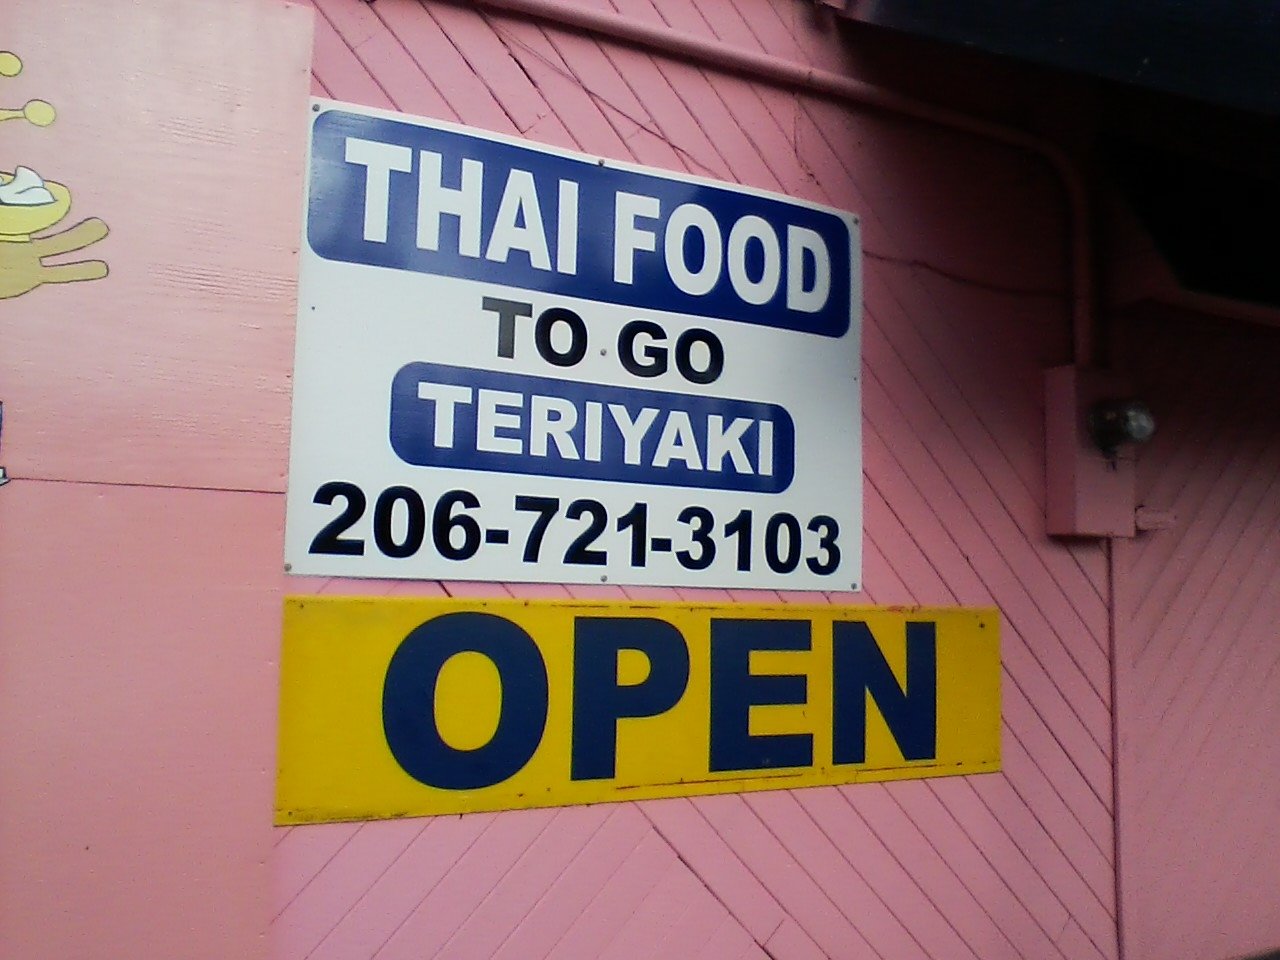 THAI FOOD
TO GO
TERIYAKI
206-721-3103
OPEN